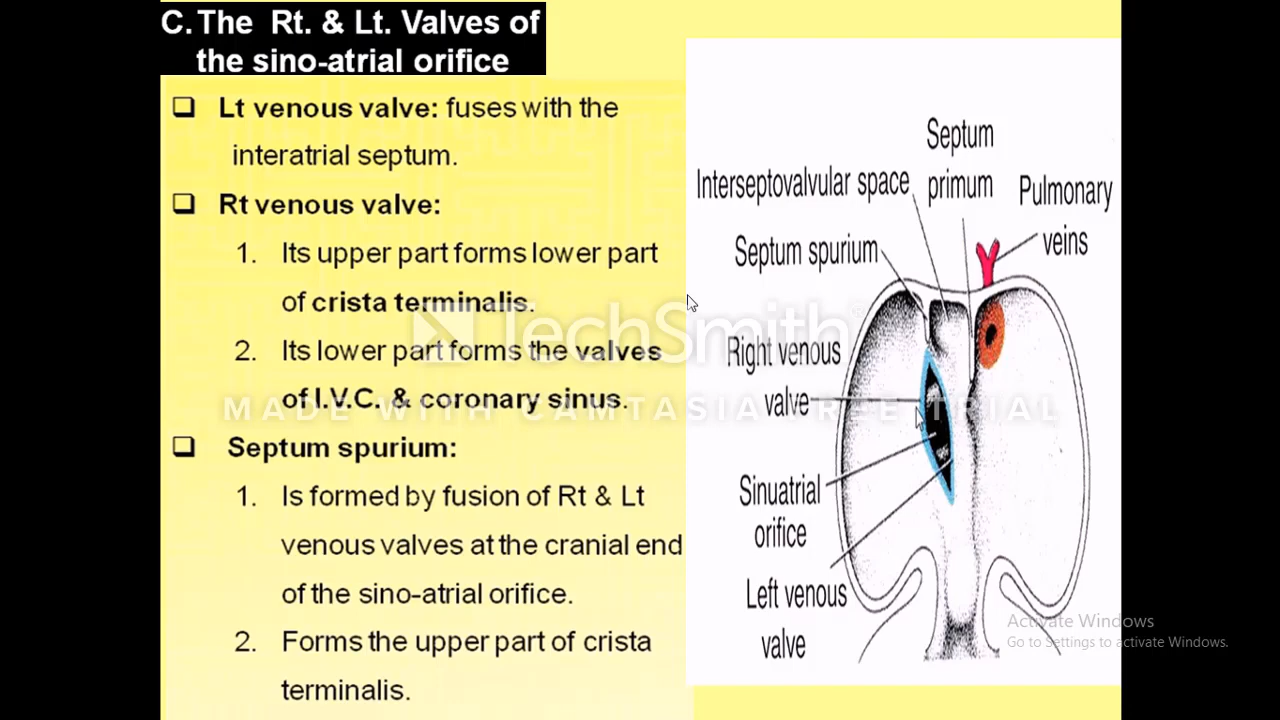 C. The Rt. & Lt. Valves of
the sino-atrial orifice
❑ Lt venous valve: fuses with the
interatrial septum.
❑ Rt venous valve:
1. Its upper part forms lower part
of crista terminalis.
2. Its lower part forms the valves
of I.V.C. & coronary sinus.
❑ Septum spurium:
1. Is formed by fusion of Rt & Lt
venous valves at the cranial end
of the sino-atrial orifice.
2. Forms the upper part of crista
terminalis.
Septum
primum
Interseptovalvular space
Pulmonary
veins
Septum spurium
Right venous
valve
Sinuatrial
orifice
Left venous
valve
TechSmith
MADE WITH CAMTASIA FREE TRIAL
Activate Windows
Go to Settings to activate Windows.